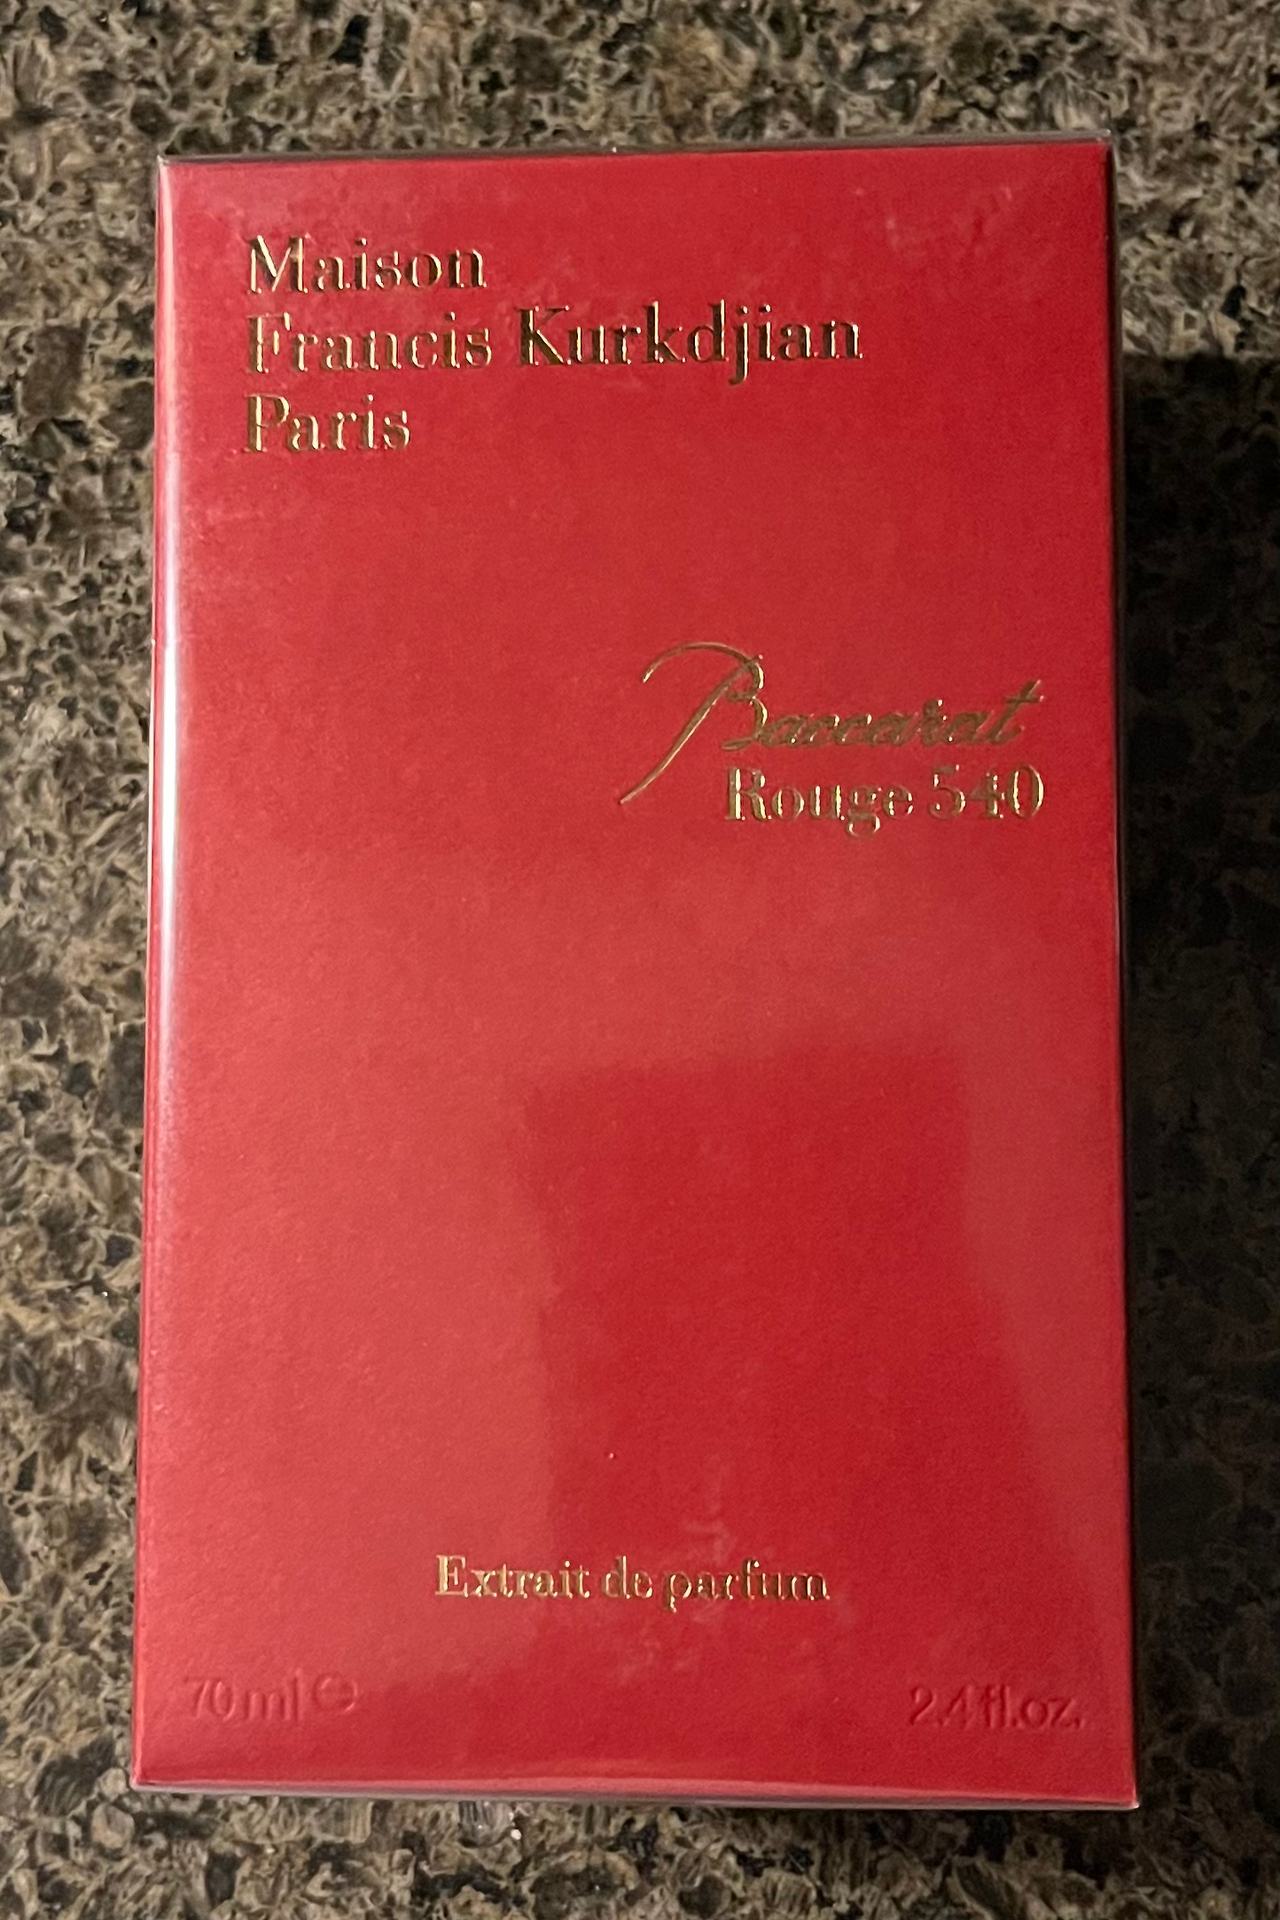 Maison
Francis Kurkdjian
Paris
Baccarat
Rouge 540
Extrait de parfum
70 ml ℮ 2.4 fl.oz.